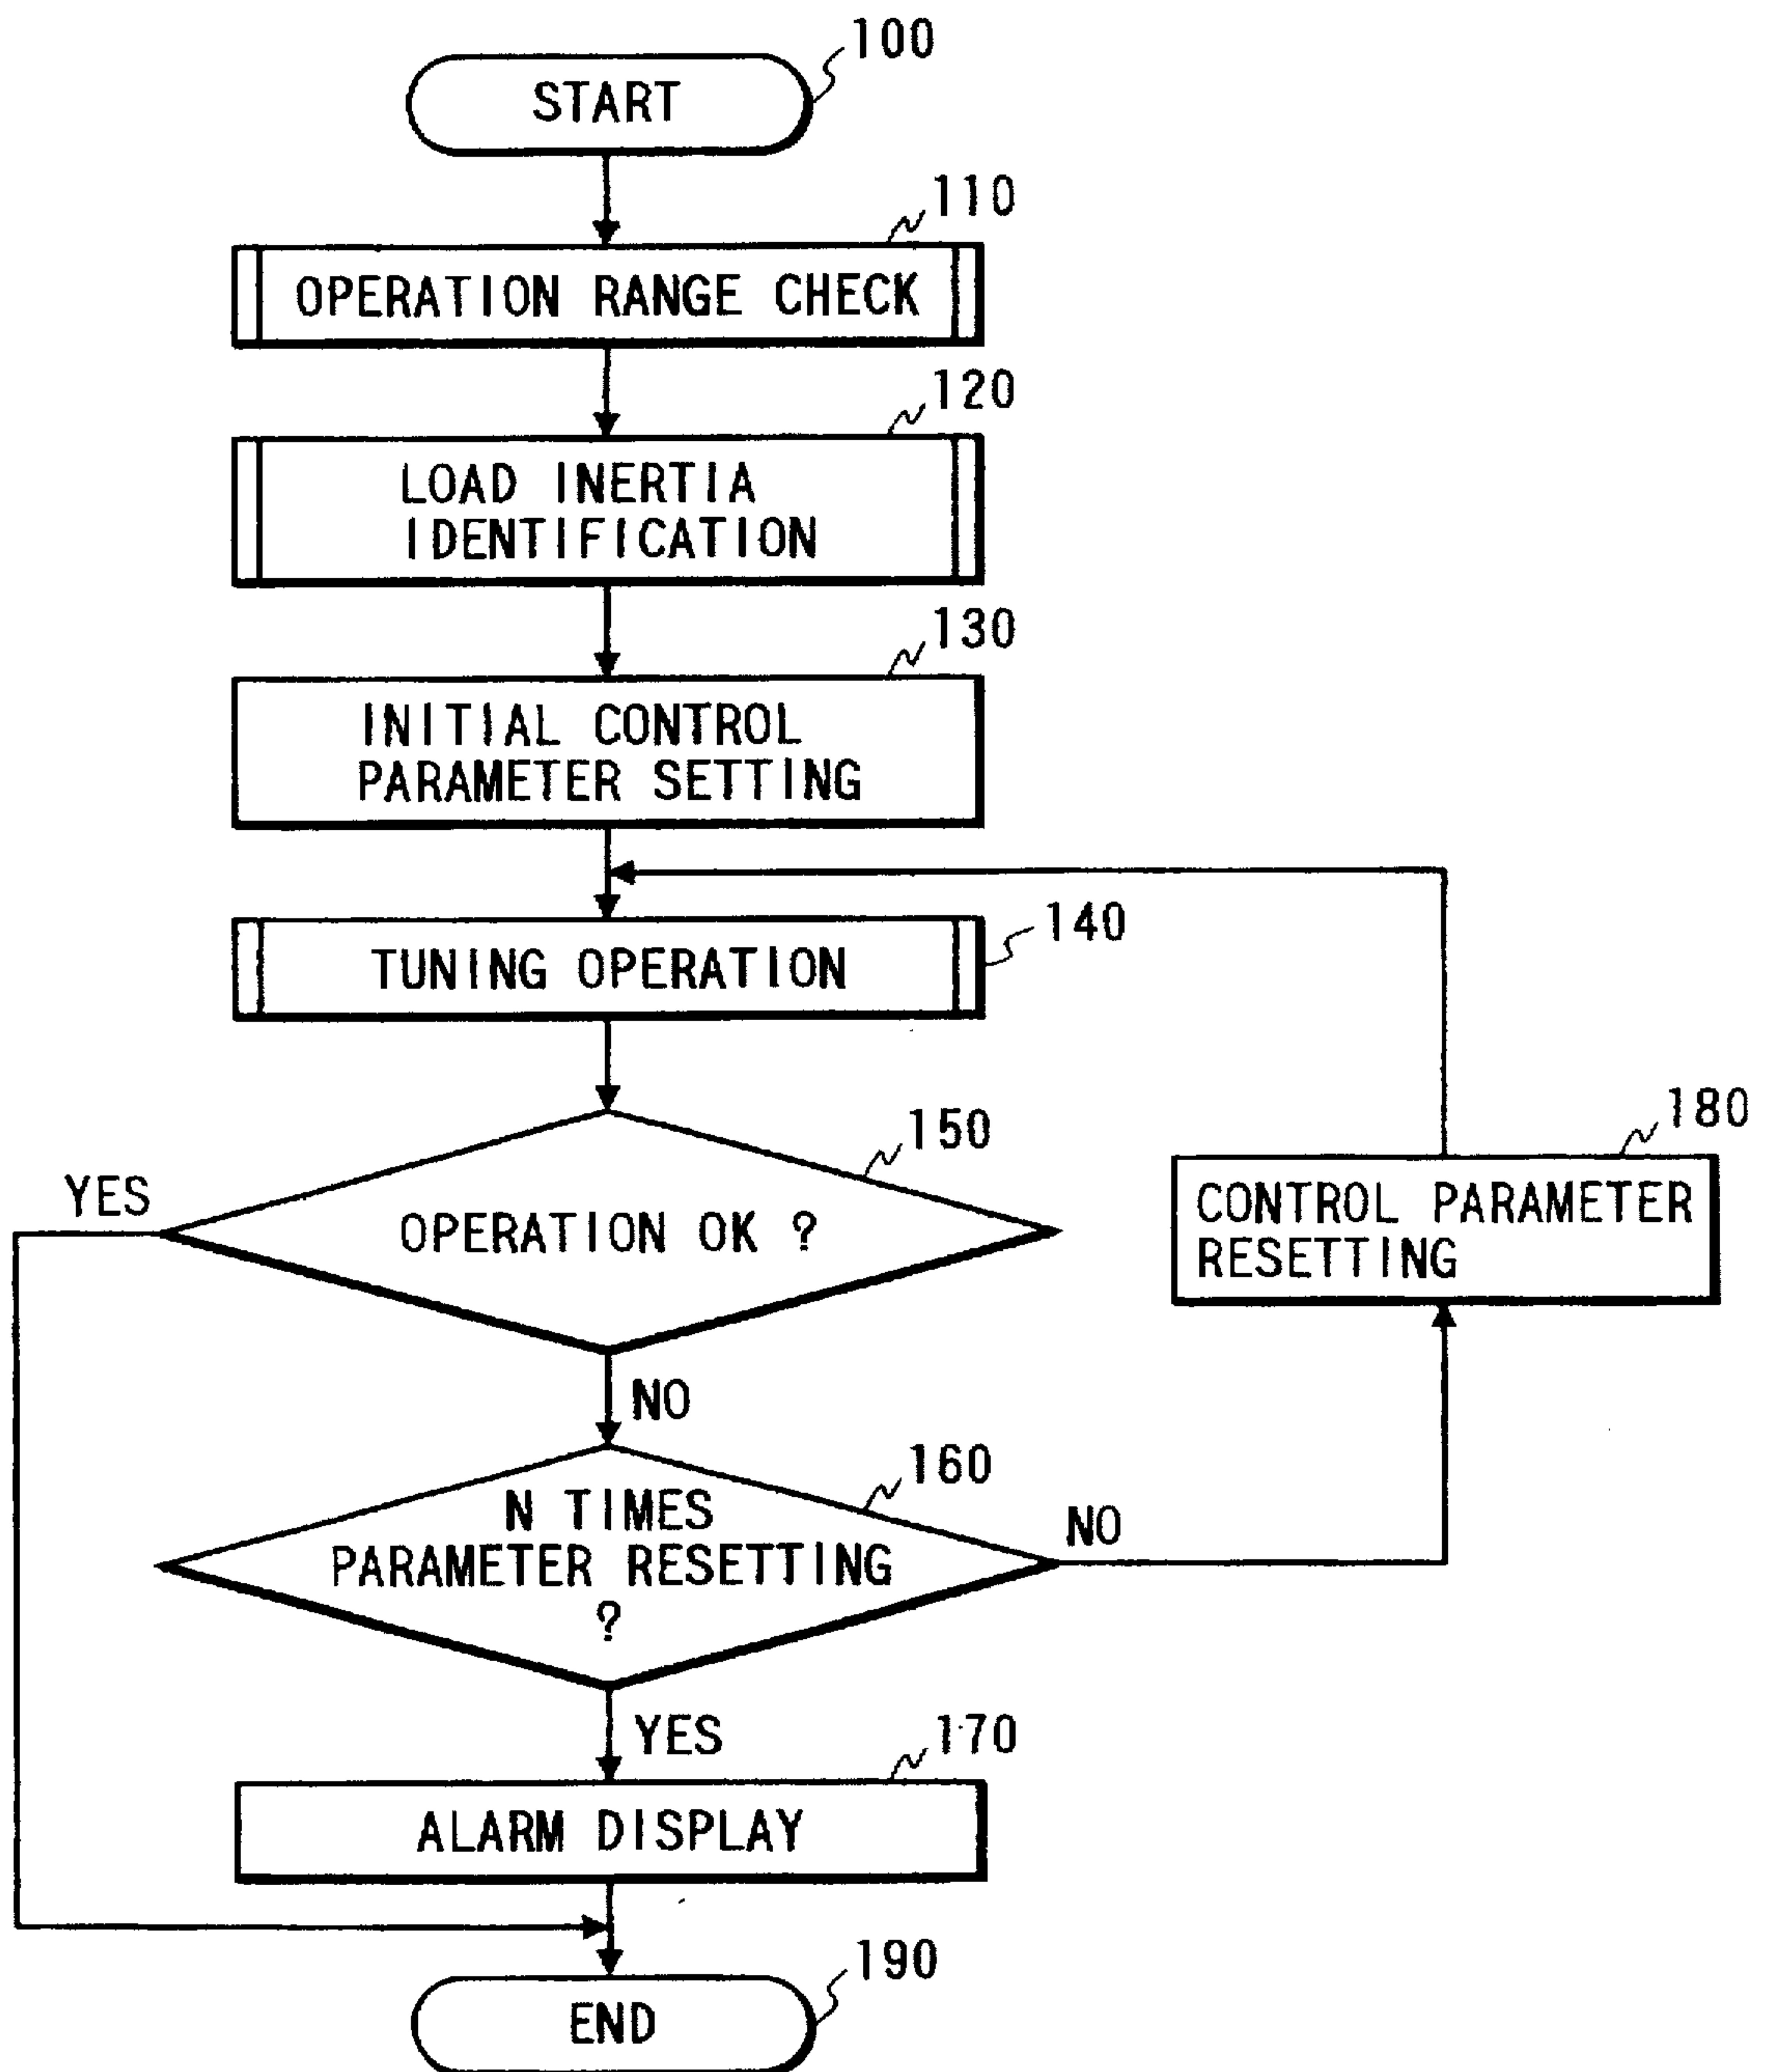 100
START
110
OPERATION RANGE CHECK
120
LOAD INERTIA
IDENTIFICATION
130
INITIAL CONTROL
PARAMETER SETTING
140
TUNING OPERATION
150
YES
OPERATION OK ?
180
CONTROL PARAMETER
RESETTING
NO
160
N TIMES
PARAMETER RESETTING
?
NO
YES
170
ALARM DISPLAY
190
END